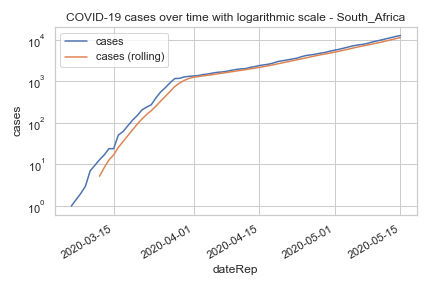 COVID-19 cases over time with logarithmic scale - South_Africa
cases
cases (rolling)
10⁴
10³
10²
10¹
10⁰
cases
2020-03-15
2020-04-01
2020-04-15
2020-05-01
2020-05-15
dateRep